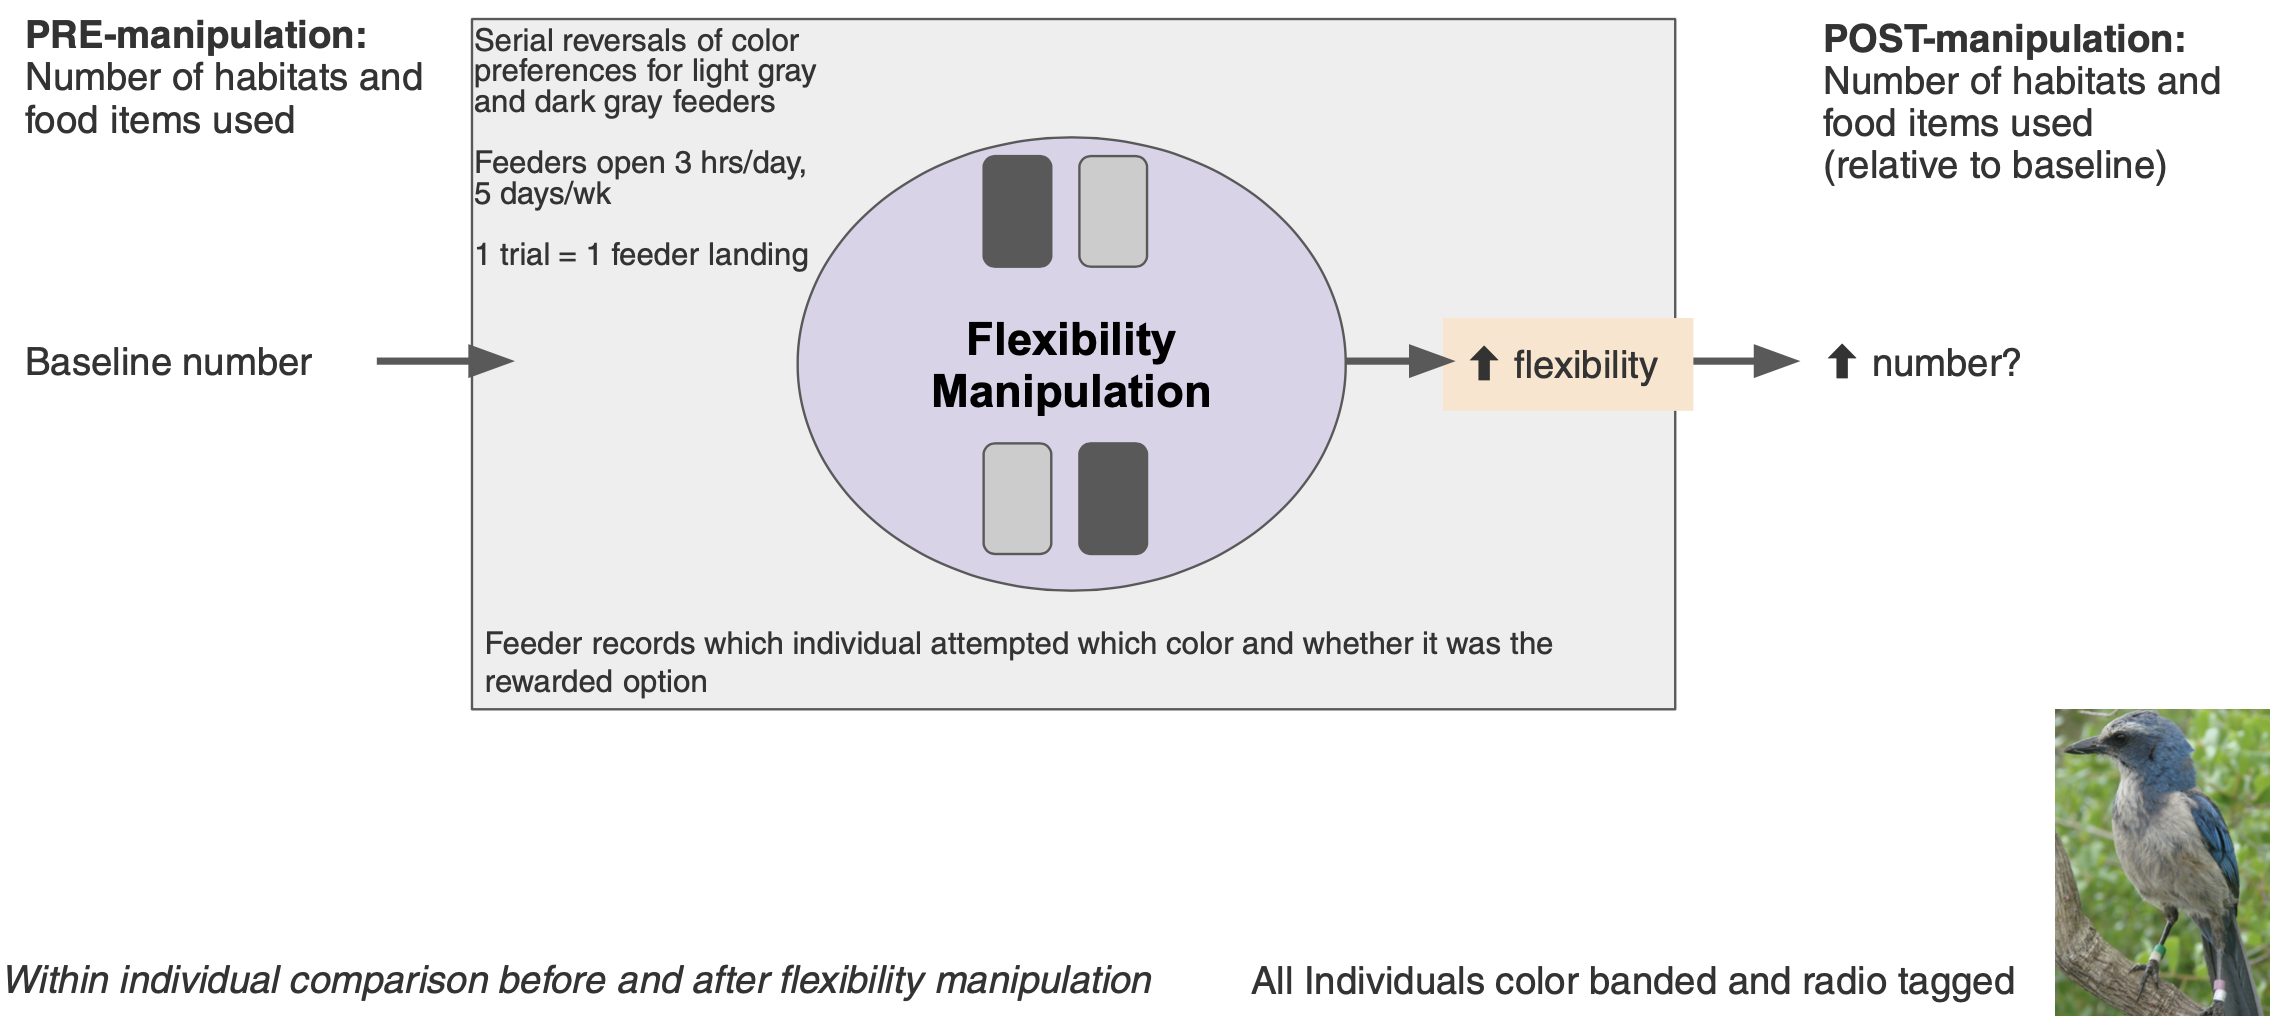 PRE-manipulation:
Number of habitats and
food items used
Baseline number
Serial reversals of color
preferences for light gray
and dark gray feeders
Feeders open 3 hrs/day,
5 days/wk
1 trial = 1 feeder landing
Flexibility
Manipulation
flexibility
Feeder records which individual attempted which color and whether it was the
rewarded option
POST-manipulation:
Number of habitats and
food items used
(relative to baseline)
number?
Within individual comparison before and after flexibility manipulation
All Individuals color banded and radio tagged